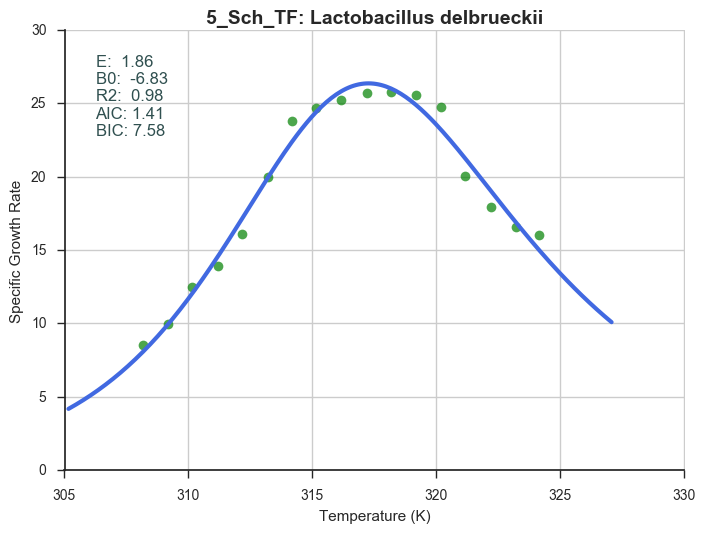 5_Sch_TF: Lactobacillus delbrueckii
E:  1.86
B0:  -6.83
R2:  0.98
AIC: 1.41
BIC: 7.58
Specific Growth Rate
30
25
20
15
10
5
0
305 310 315 320 325 330
Temperature (K)